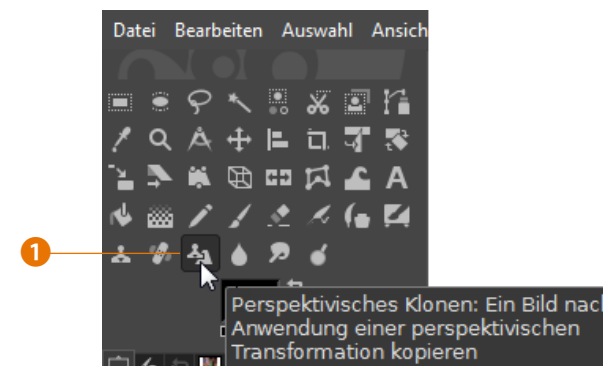 Datei Bearbeiten Auswahl Ansich
A
1
Perspektivisches Klonen: Ein Bild nach
Anwendung einer perspektivischen
Transformation kopieren